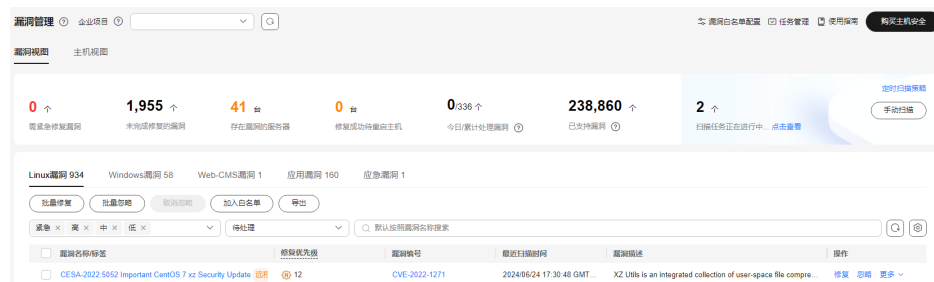 漏洞管理 企业项目 漏洞白名单配置 任务管理 使用指南 购买主机安全
漏洞视图 主机视图
定时扫描策略
0 个 1,955 个 41 台 0 台 0/336 个 238,860 个 2 个 手动扫描
需紧急修复漏洞 未完成修复的漏洞 存在漏洞的服务器 修复成功待重启主机 今日/累计处理漏洞 已支持漏洞 扫描任务正在进行中... 点击查看
Linux漏洞 934 Windows漏洞 58 Web-CMS漏洞 1 应用漏洞 160 应急漏洞 1
批量修复 批量忽略 取消忽略 加入白名单 导出
紧急 × 高 × 中 × 低 × 待处理 默认按照漏洞名称搜索
漏洞名称/标签 修复优先级 漏洞编号 最近扫描时间 漏洞描述 操作
CESA-2022:5052 Important CentOS 7 xz Security Update 12 CVE-2022-1271 2024/06/24 17:30:48 GMT... XZ Utils is an integrated collection of user-space file compre... 修复 忽略 更多